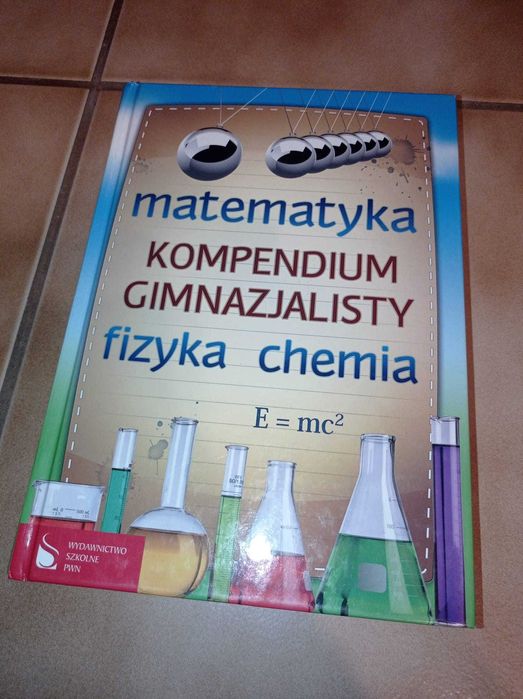 matematyka
KOMPENDIUM
GIMNAZJALISTY
fizyka chemia
E = mc²
WYDAWNICTWO
SZKOLNE
PWN